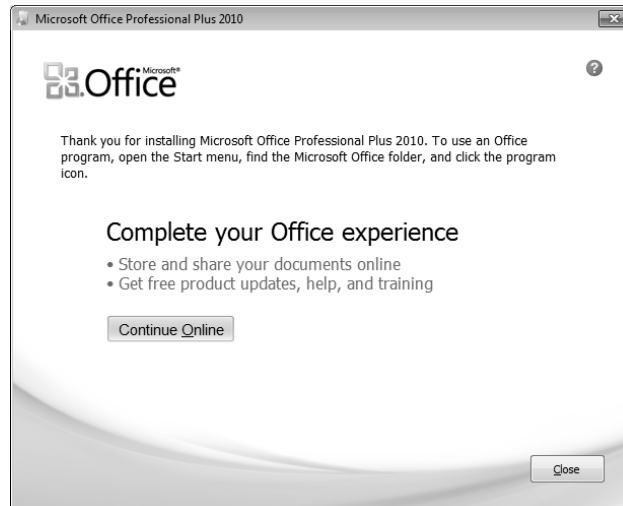 Microsoft Office Professional Plus 2010
Microsoft®
Office
Thank you for installing Microsoft Office Professional Plus 2010. To use an Office
program, open the Start menu, find the Microsoft Office folder, and click the program
icon.
Complete your Office experience
• Store and share your documents online
• Get free product updates, help, and training
Continue Online
Close